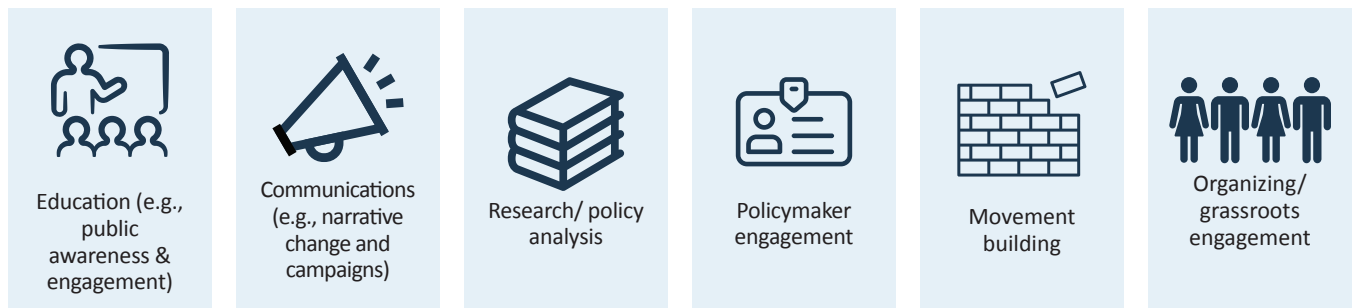 Education (e.g.,
public
awareness &
engagement)
Communications
(e.g., narrative
change and
campaigns)
Research/ policy
analysis
Policymaker
engagement
Movement
building
Organizing/
grassroots
engagement